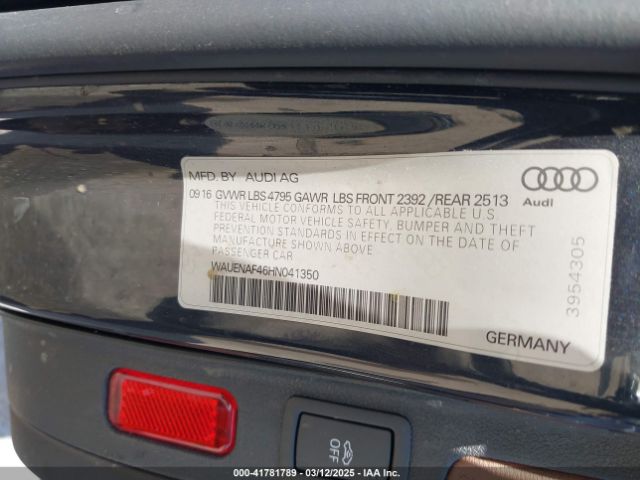 MFD. BY AUDI AG
09 16 GVWR LBS 4795 GAWR LBS FRONT 2392 /REAR 2513
THIS VEHICLE CONFORMS TO ALL APPLICABLE U.S.
FEDERAL MOTOR VEHICLE SAFETY, BUMPER AND THEFT
PREVENTION STANDARDS IN EFFECT ON THE DATE OF
MANUFACTURE SHOWN ABOVE.
PASSENGER CAR
WAUENAF46HN041350
Audi
3954305
GERMANY
OFF
129390 - 41781789 - 03/12/2025 - IAA Inc.